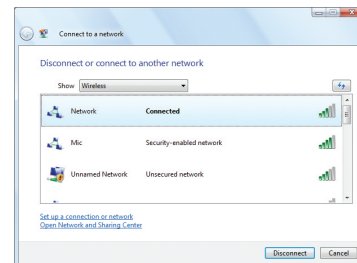 Connect to a network
Disconnect or connect to another network
Show Wireless
Network Connected
Mic Security-enabled network
Unnamed Network Unsecured network
Set up a connection or network
Open Network and Sharing Center
Disconnect Cancel